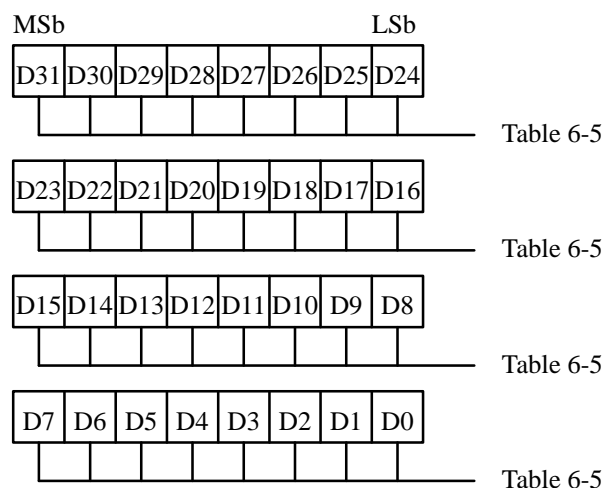 MSb LSb
D31 D30 D29 D28 D27 D26 D25 D24
Table 6-5
D23 D22 D21 D20 D19 D18 D17 D16
Table 6-5
D15 D14 D13 D12 D11 D10 D9 D8
Table 6-5
D7 D6 D5 D4 D3 D2 D1 D0
Table 6-5